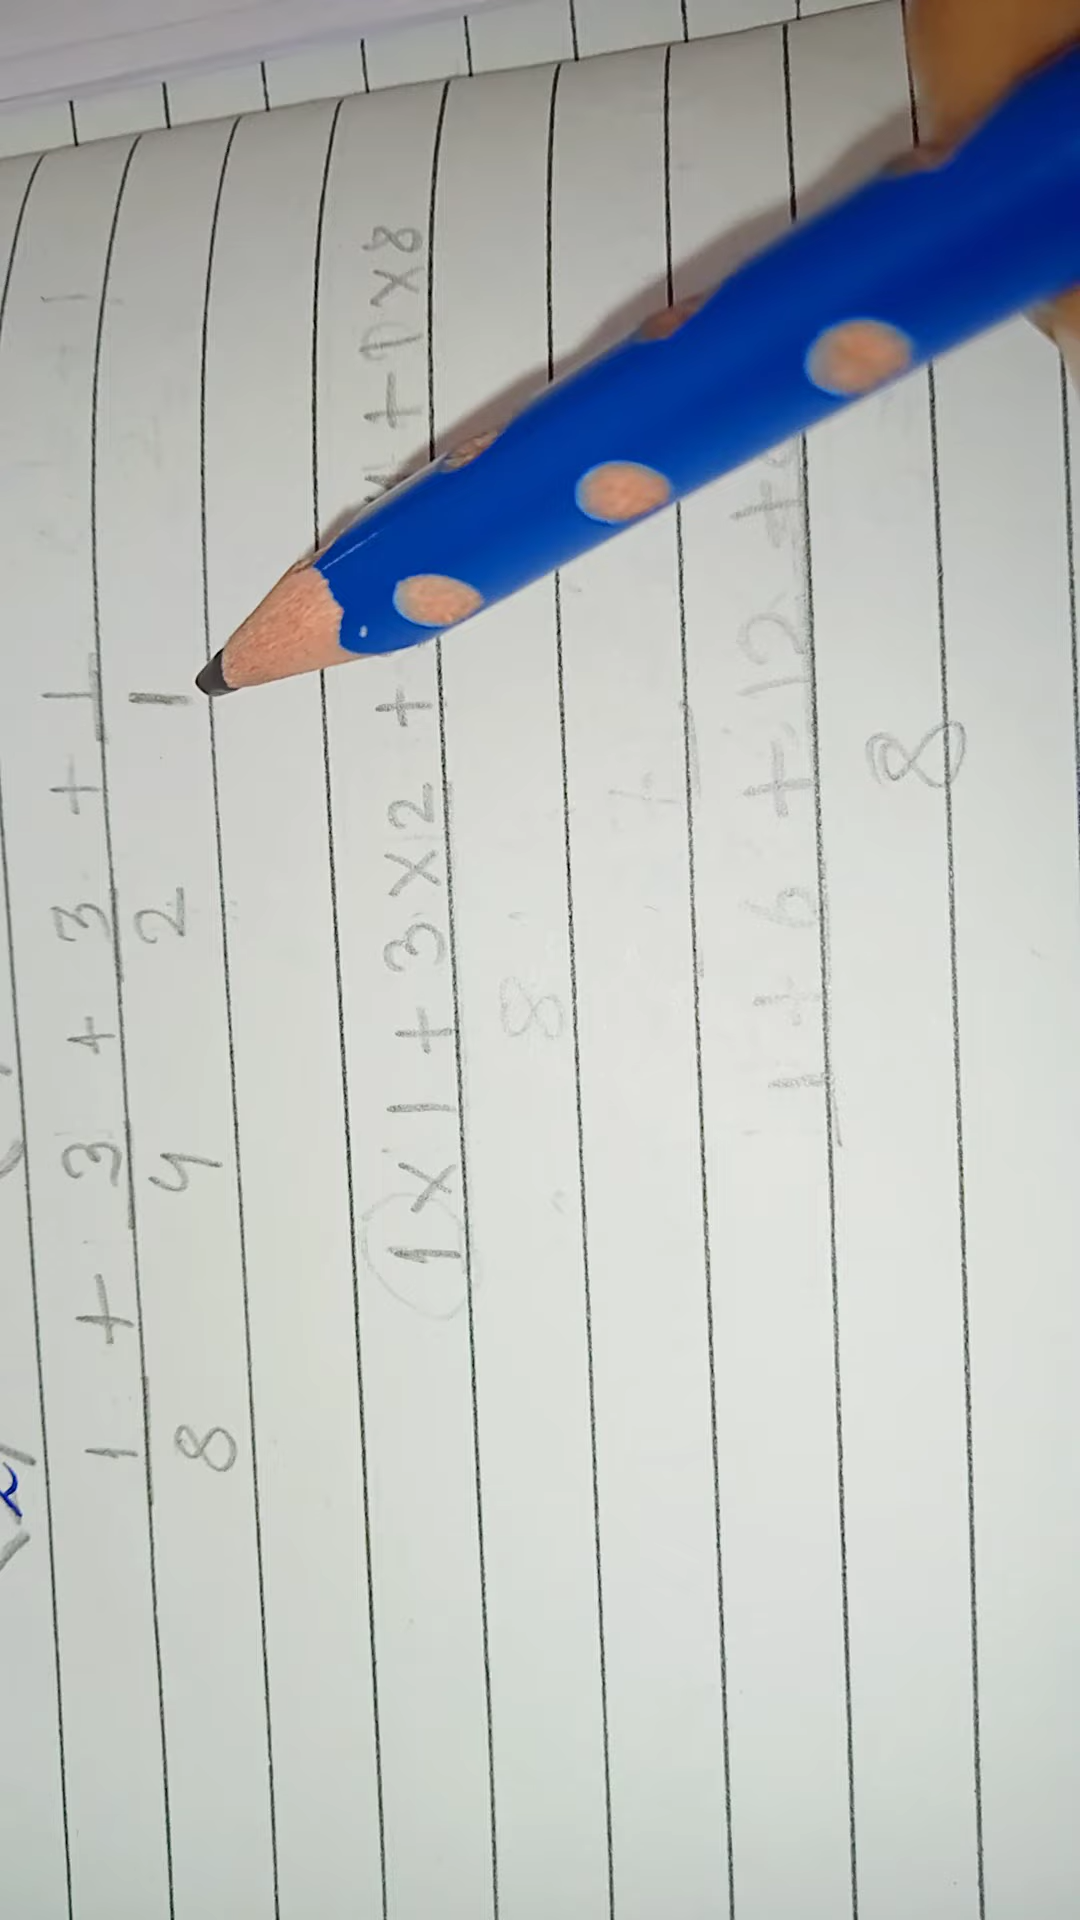 1 + 3 + 3 + 1
8 4 2 1
1 x 1 + 3 x 2 + + 1 x 8
8
1 + 6 + 12 +
8